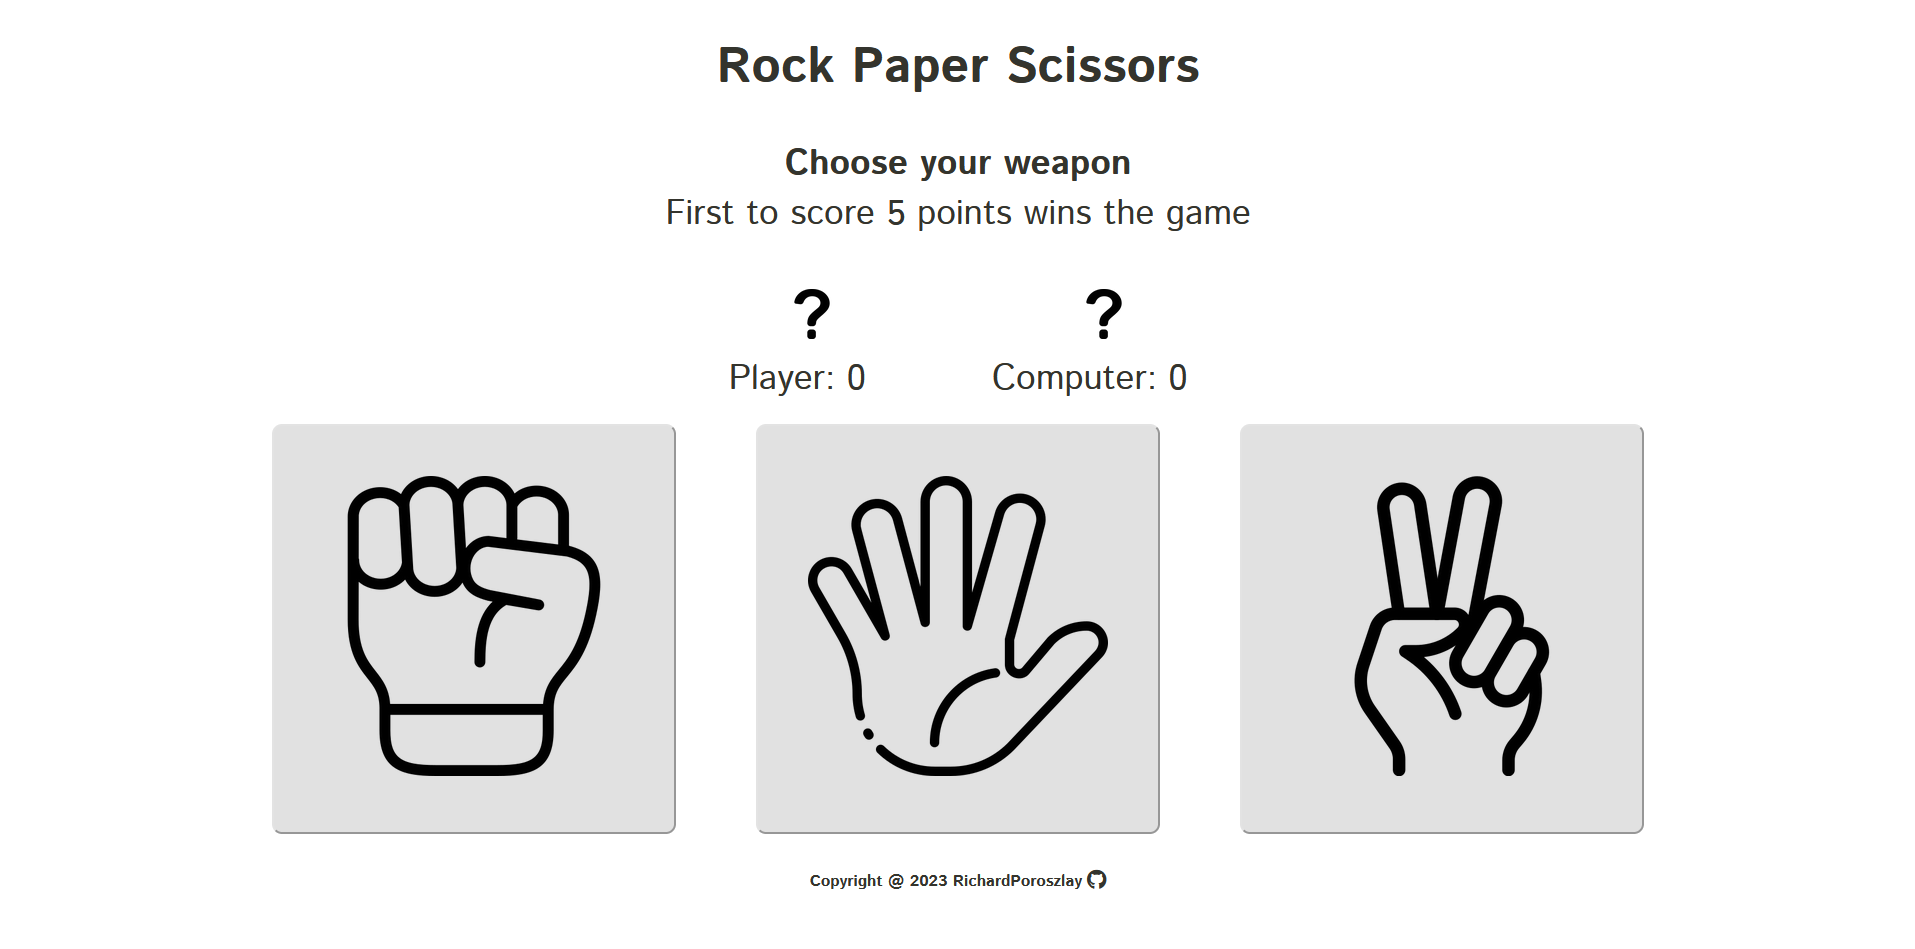 Rock Paper Scissors
Choose your weapon
First to score 5 points wins the game
? ?
Player: 0 Computer: 0
Copyright @ 2023 RichardPoroszlay